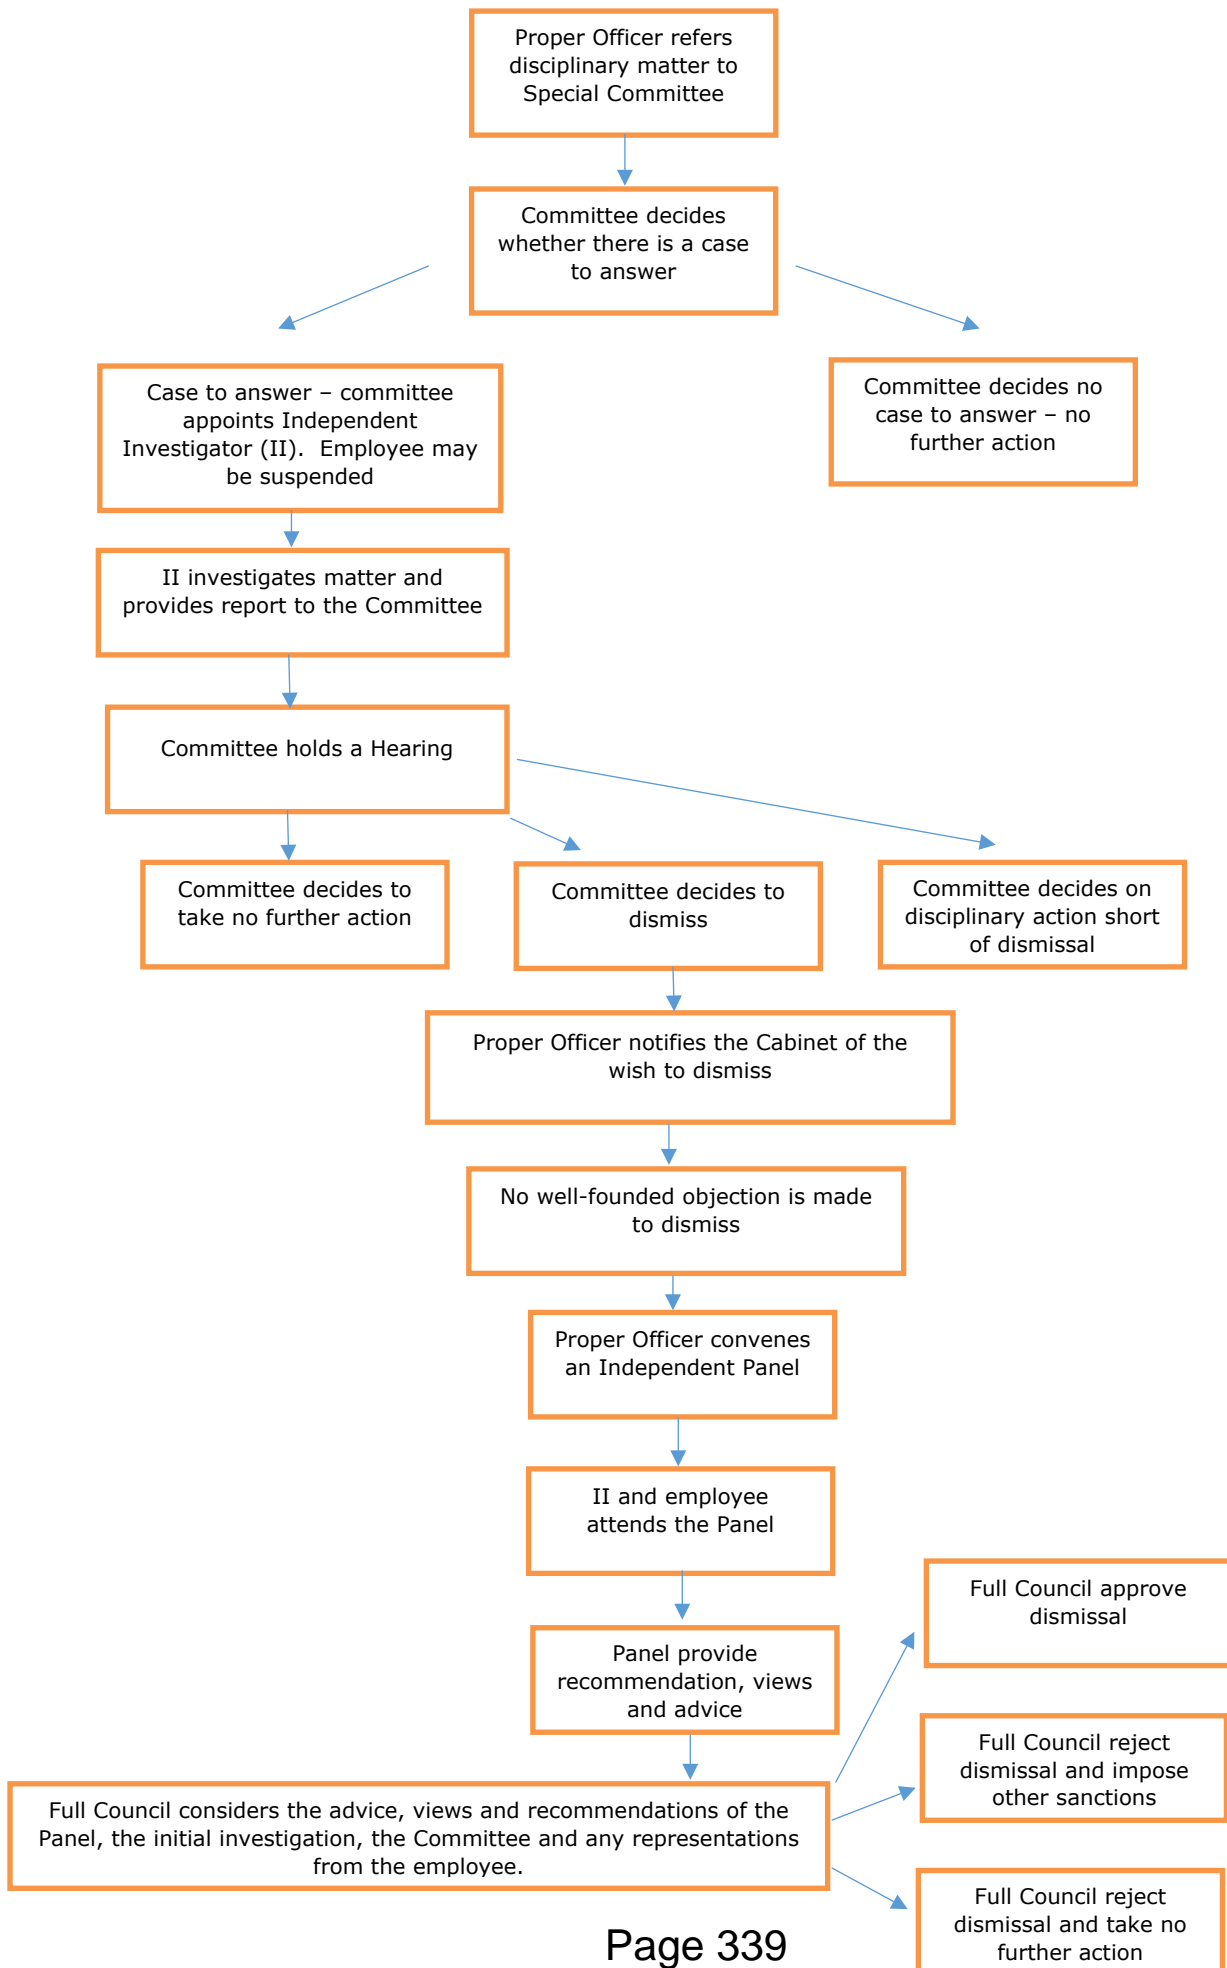 Proper Officer refers
disciplinary matter to
Special Committee
Committee decides
whether there is a case
to answer
Case to answer – committee
appoints Independent
Investigator (II).  Employee may
be suspended
Committee decides no
case to answer – no
further action
II investigates matter and
provides report to the Committee
Committee holds a Hearing
Committee decides to
take no further action
Committee decides to
dismiss
Committee decides on
disciplinary action short
of dismissal
Proper Officer notifies the Cabinet of the
wish to dismiss
No well-founded objection is made
to dismiss
Proper Officer convenes
an Independent Panel
II and employee
attends the Panel
Panel provide
recommendation, views
and advice
Full Council considers the advice, views and recommendations of the
Panel, the initial investigation, the Committee and any representations
from the employee.
Full Council approve
dismissal
Full Council reject
dismissal and impose
other sanctions
Full Council reject
dismissal and take no
further action
Page 339